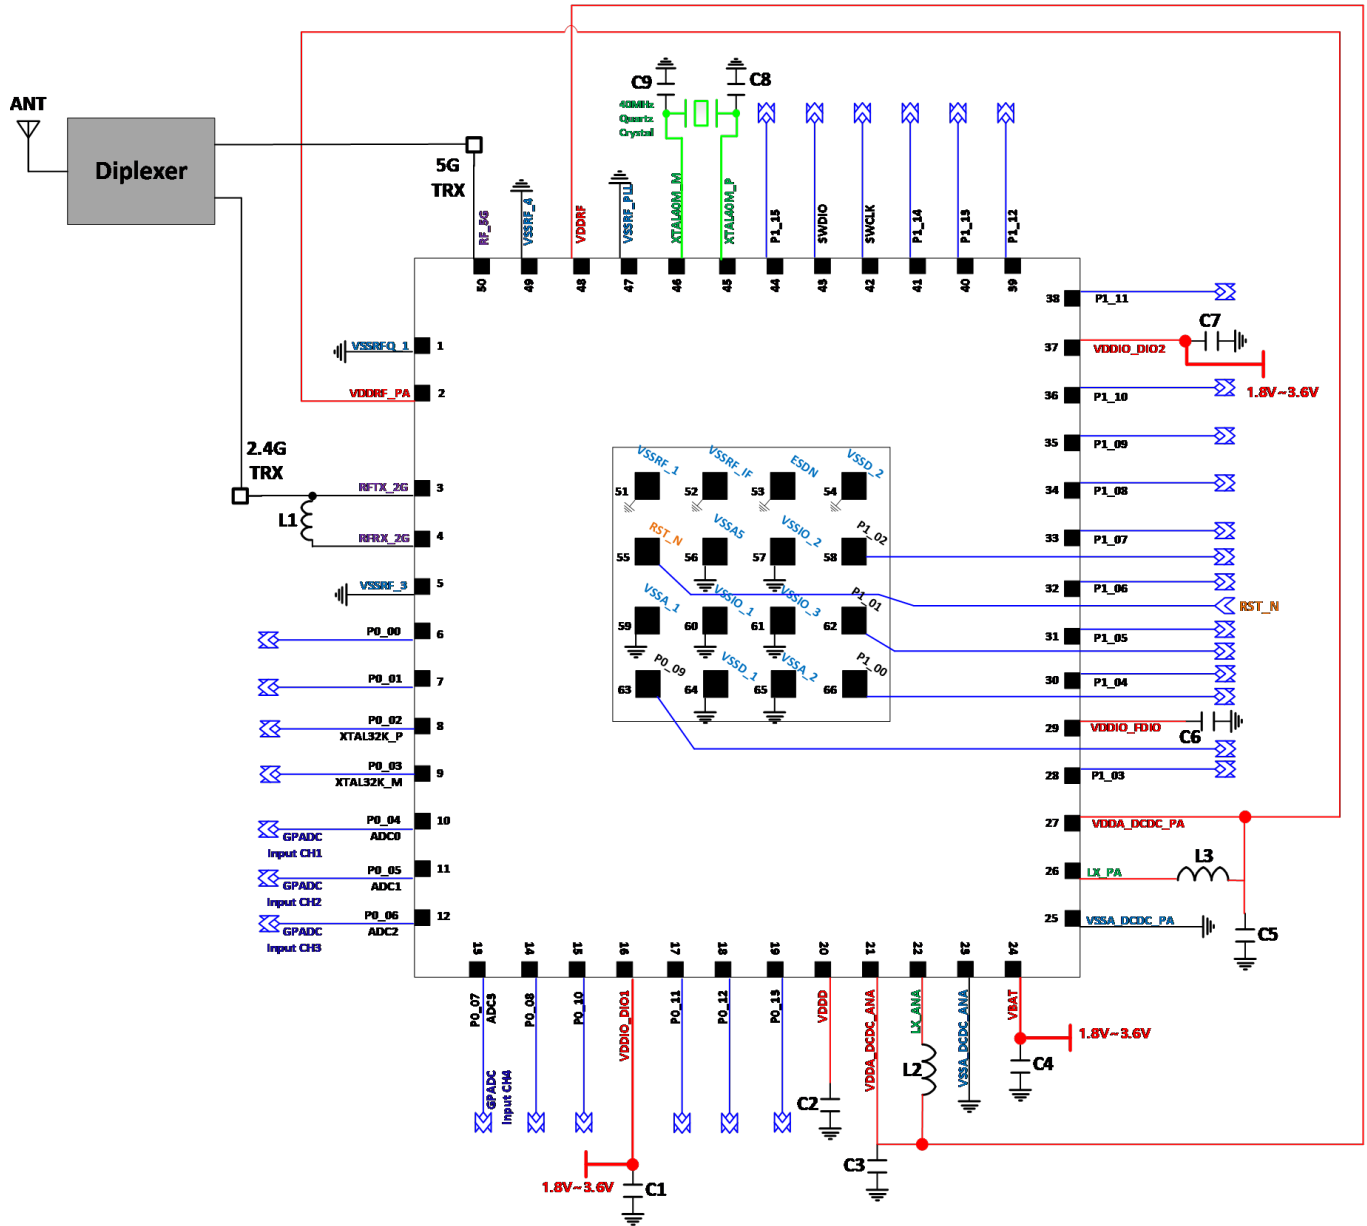 ANT
Diplexer
5G
TRX
2.4G
TRX
L1
C9
C8
40MHz
Quartz
Crystal
RF_5G
VSSRF_4
VDDRF
VSSRF_PLL
XTAL40M_M
XTAL40M_P
P1_15
SWDIO
SWCLK
P1_14
P1_13
P1_12
50
49
48
47
46
45
44
43
42
41
40
39
VSSRFQ_1
1
VDDRF_PA
2
RFTX_2G
3
RFRX_2G
4
VSSRF_3
5
P0_00
6
P0_01
7
P0_02
XTAL32K_P
8
P0_03
XTAL32K_M
9
P0_04
ADC0
10
GPADC
Input CH1
P0_05
ADC1
11
GPADC
Input CH2
P0_06
ADC2
12
GPADC
Input CH3
VSSRF_1
51
VSSRF_IF
52
ESDN
53
VSSD_2
54
RST_N
55
VSSA5
56
VSSIO_2
57
P1_02
58
VSSA_1
59
VSSIO_1
60
VSSIO_3
61
P1_01
62
P0_09
63
VSSD_1
64
VSSA_2
65
P1_00
66
38
P1_11
C7
37
VDDIO_DIO2
1.8V~3.6V
36
P1_10
35
P1_09
34
P1_08
33
P1_07
32
P1_06
RST_N
31
P1_05
30
P1_04
29
VDDIO_FDIO
C6
28
P1_03
27
VDDA_DCDC_PA
26
LX_PA
L3
25
VSSA_DCDC_PA
C5
13
14
15
16
17
18
19
20
21
22
23
24
P0_07
ADC3
GPADC
Input CH4
P0_08
P0_10
VDDIO_DIO1
P0_11
P0_12
P0_13
VDDD
VDDA_DCDC_ANA
LX_ANA
VSSA_DCDC_ANA
VBAT
1.8V~3.6V
C4
L2
C2
C3
1.8V~3.6V
C1